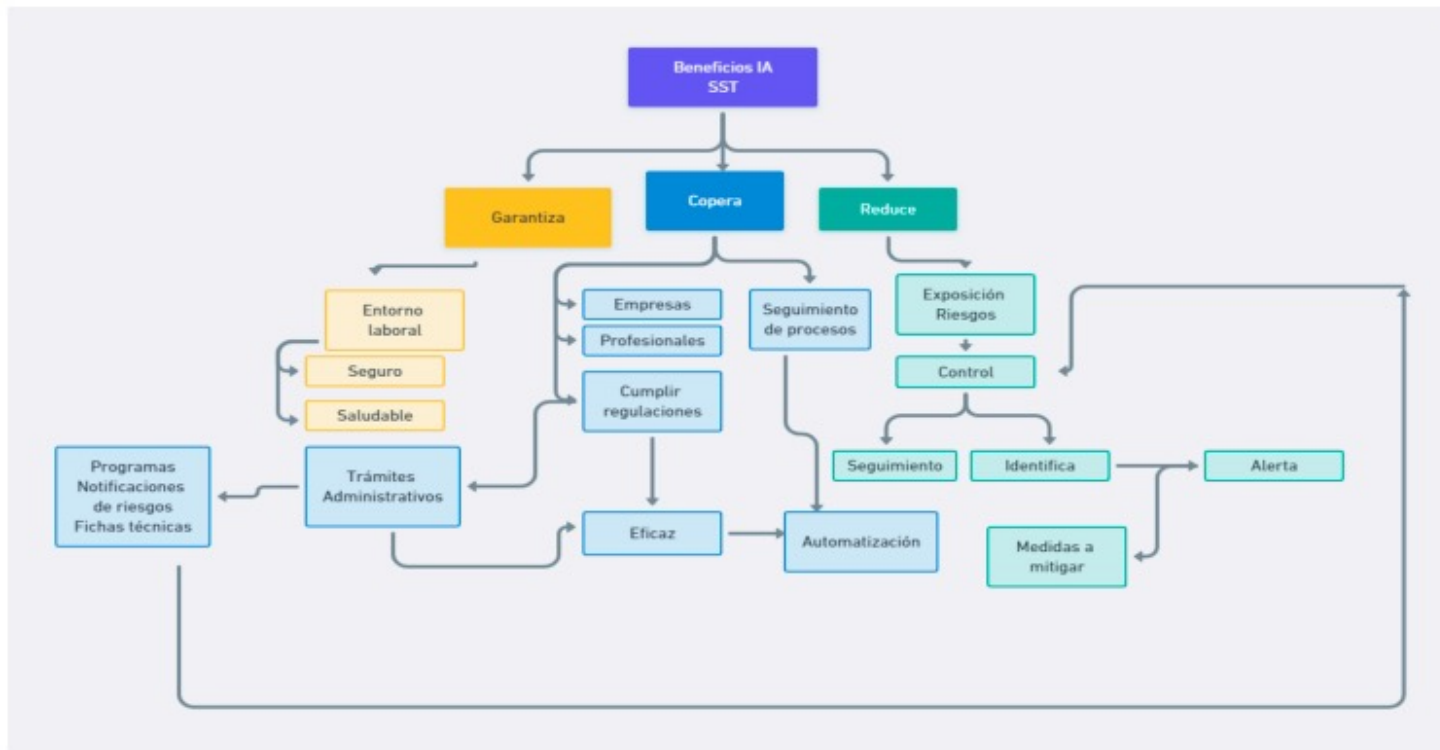 Beneficios IA
SST
Garantiza
Copera
Reduce
Entorno
laboral
Seguro
Saludable
Empresas
Profesionales
Cumplir
regulaciones
Seguimiento
de procesos
Exposición
Riesgos
Control
Seguimiento
Identifica
Alerta
Programas
Notificaciones
de riesgos
Fichas técnicas
Trámites
Administrativos
Eficaz
Automatización
Medidas a
mitigar